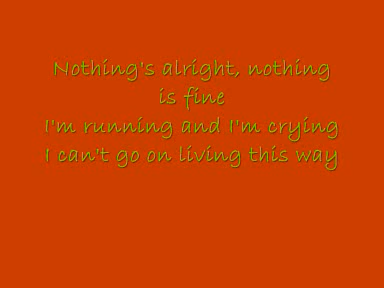 Nothing's alright, nothing
is fine
I'm running and I'm crying
I can't go on living this way